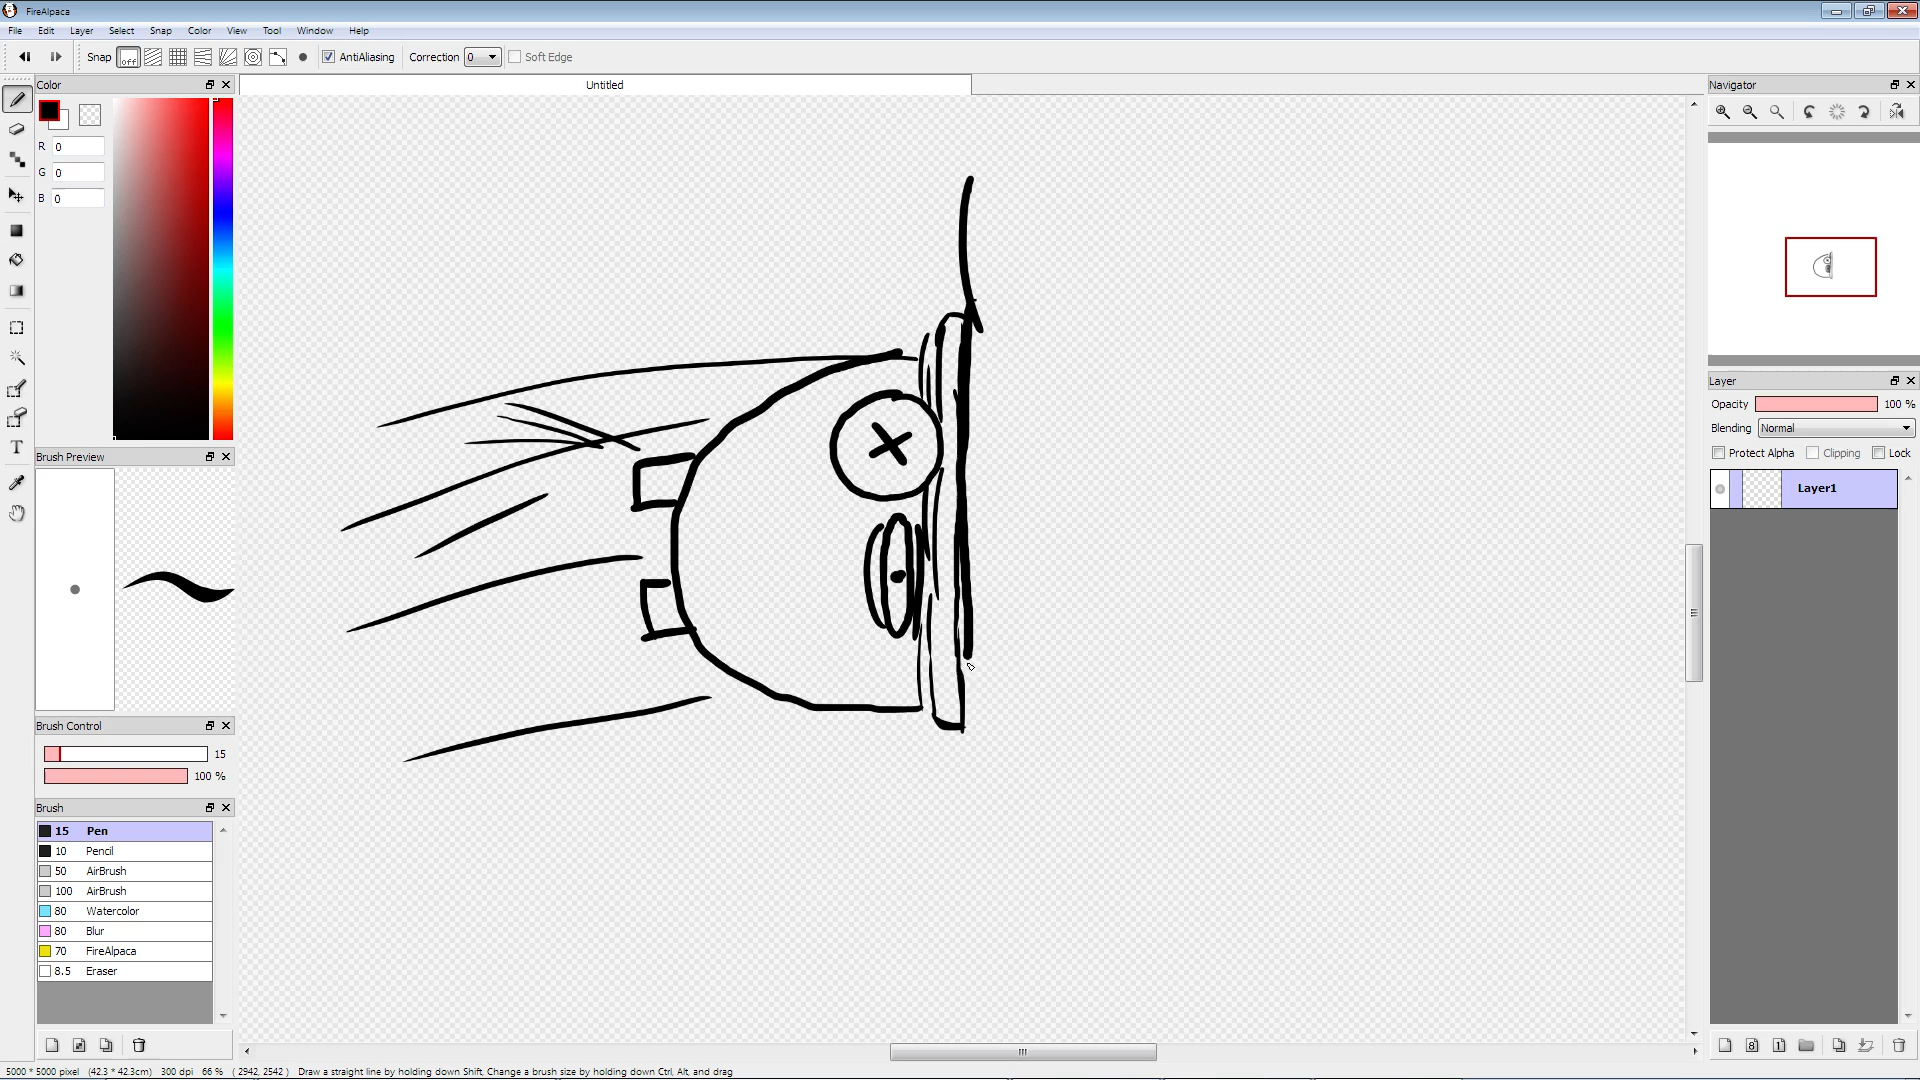 FireAlpaca
File Edit Layer Select Snap Color View Tool Window Help
Snap off AntiAliasing Correction 0 Soft Edge
Color
Untitled
Navigator
R 0
G 0
B 0
Layer
Opacity 100 %
Blending Normal
Protect Alpha Clipping Lock
Layer1
Brush Preview
Brush Control
15
100 %
Brush
15 Pen
10 Pencil
50 AirBrush
100 AirBrush
80 Watercolor
80 Blur
70 FireAlpaca
8.5 Eraser
5000 * 5000 pixel (42.3 * 42.3cm) 300 dpi 66 % ( 2942, 2542 ) Draw a straight line by holding down Shift, Change a brush size by holding down Ctrl, Alt, and drag